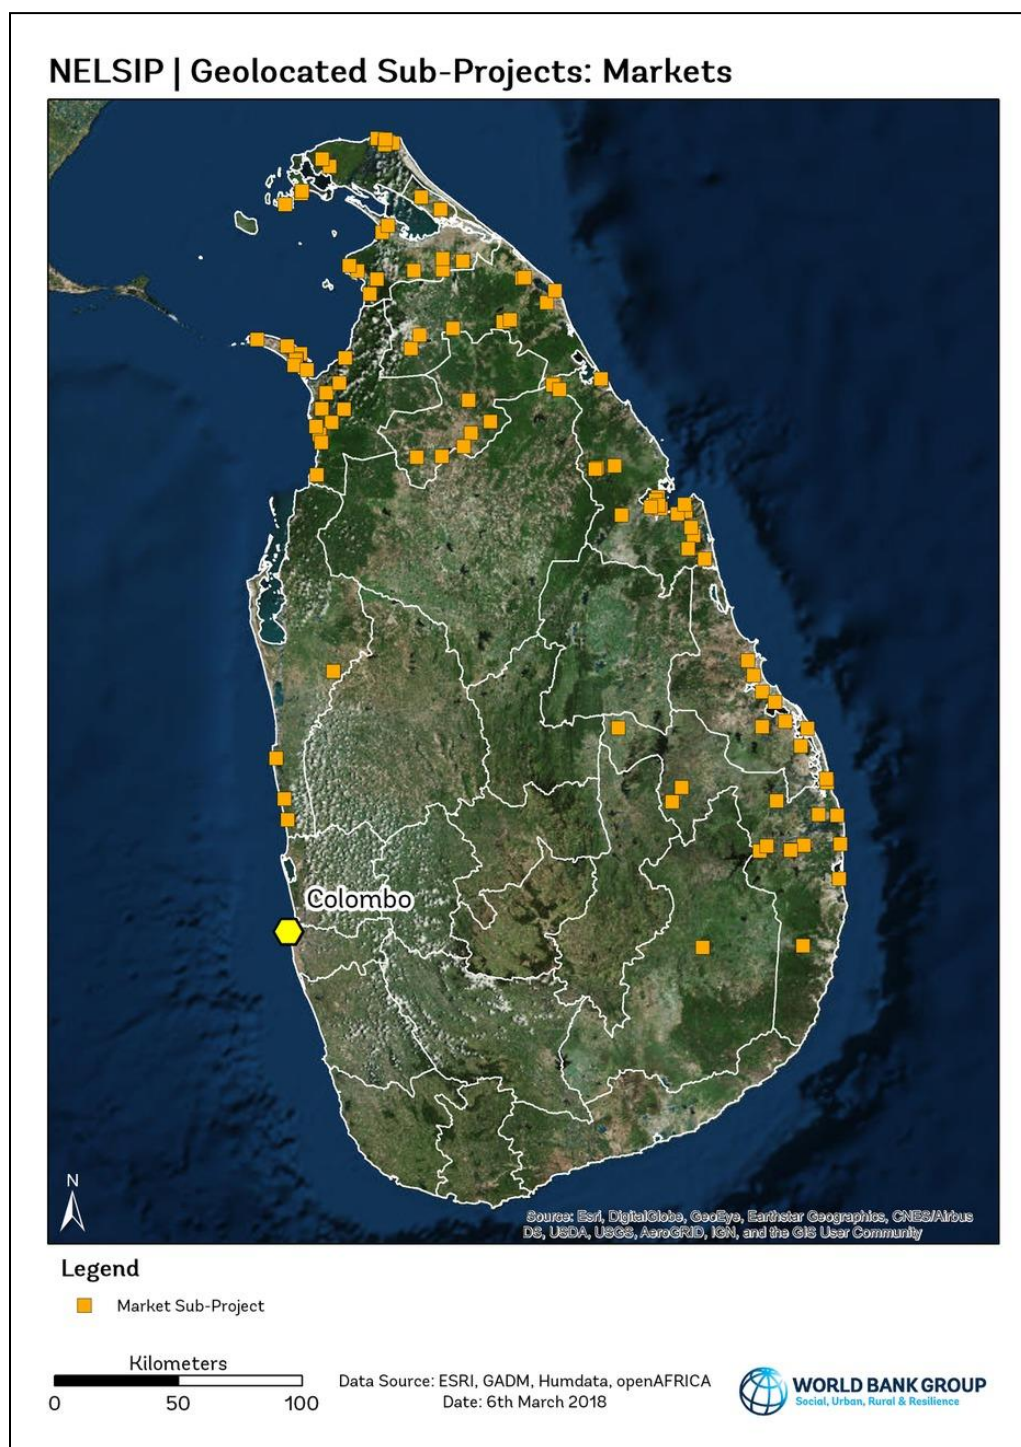 NELSIP | Geolocated Sub-Projects: Markets
Colombo
N
Source: Esri, DigitalGlobe, GeoEye, Earthstar Geographics, CNES/Airbus
DS, USDA, USGS, AeroGRID, IGN, and the GIS User Community
Legend
Market Sub-Project
Kilometers
0 50 100
Data Source: ESRI, GADM, Humdata, openAFRICA
Date: 6th March 2018
WORLD BANK GROUP
Social, Urban, Rural & Resilience